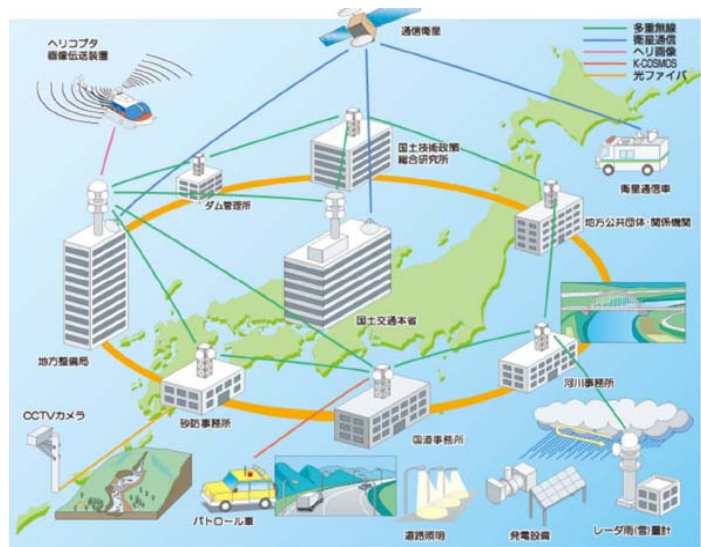 通信衛星
多重無線
衛星通信
ヘリ画像
K-COSMOS
光ファイバ
ヘリコプタ
画像伝送装置
国土技術政策
総合研究所
衛星通信車
ダム管理所
地方公共団体・関係機関
国土交通本省
地方整備局
河川事務所
CCTVカメラ
砂防事務所
国道事務所
パトロール車
道路照明
発電設備
レーダ雨(雪)量計